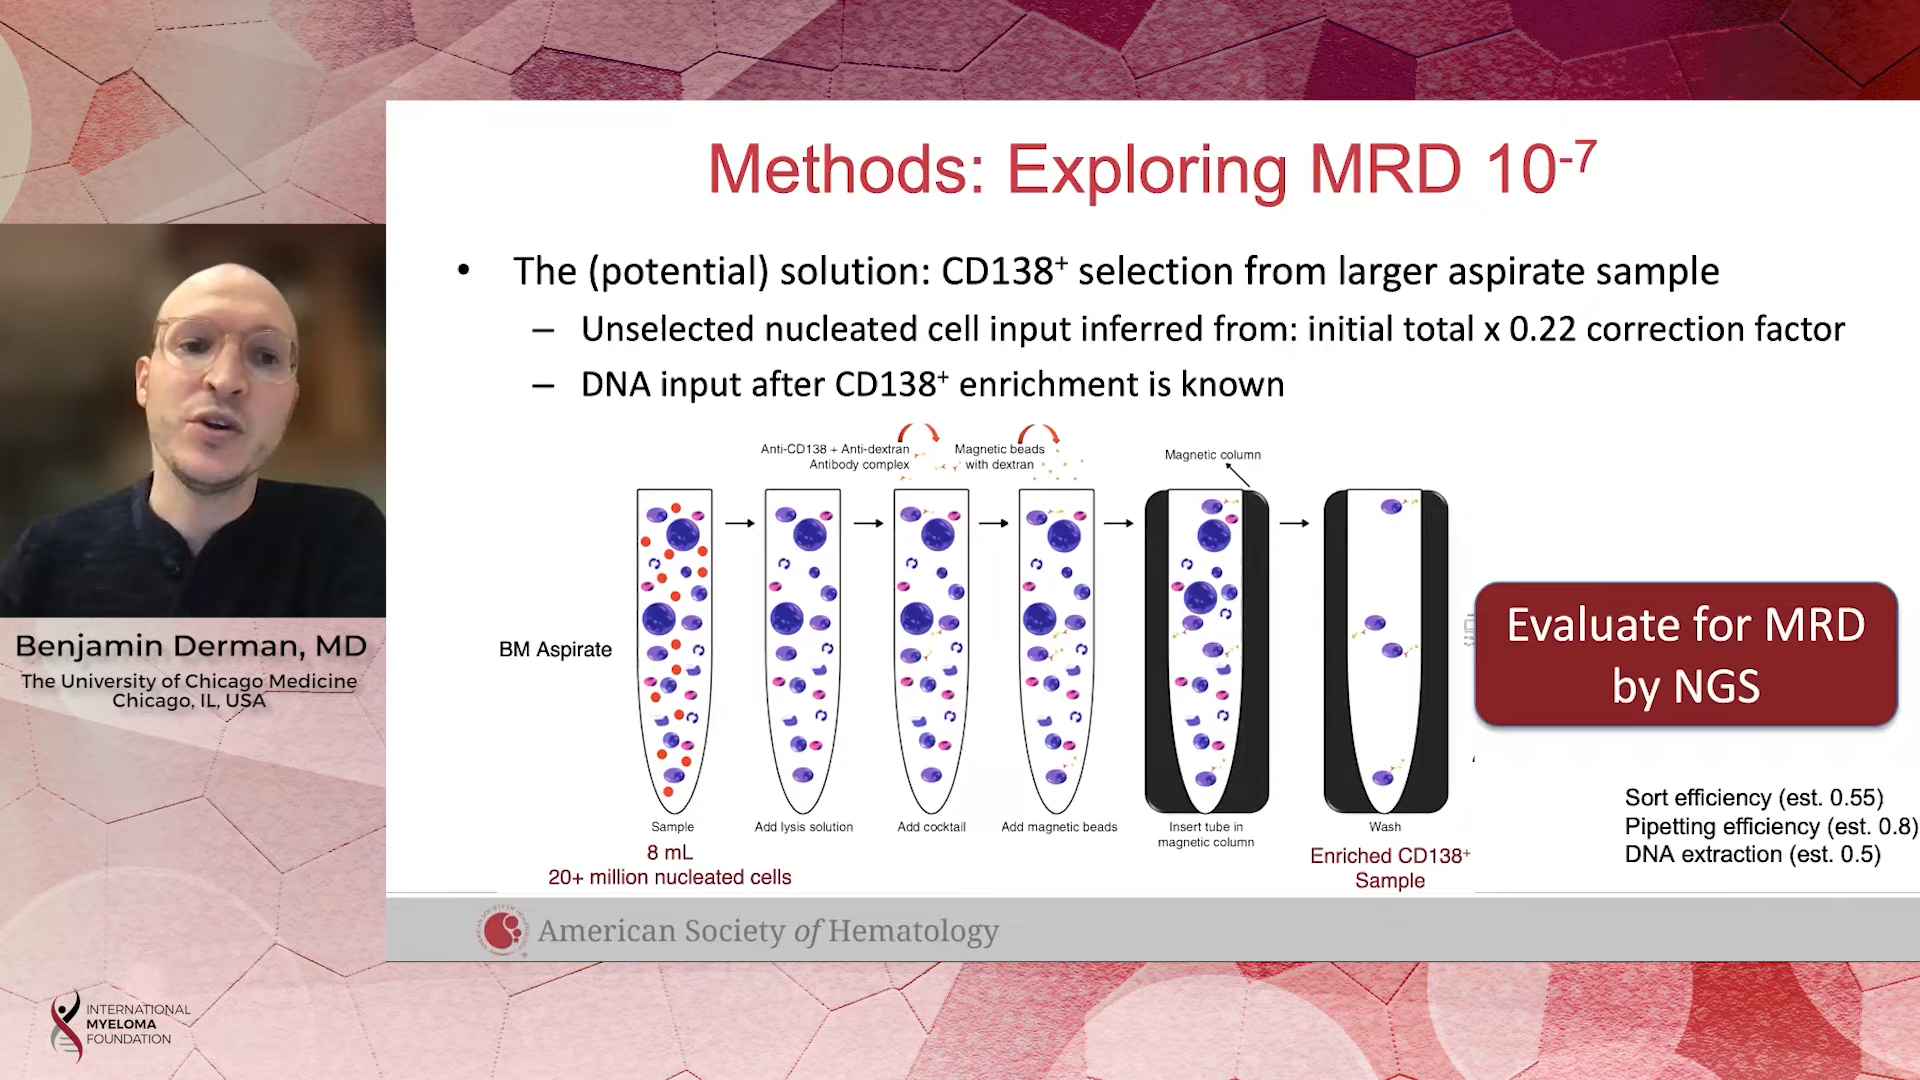 Methods: Exploring MRD 10-7
• The (potential) solution: CD138+ selection from larger aspirate sample
– Unselected nucleated cell input inferred from: initial total x 0.22 correction factor
– DNA input after CD138+ enrichment is known
Anti-CD138 + Anti-dextran
Antibody complex
Magnetic beads
with dextran
Magnetic column
BM Aspirate
Sample
8 mL
20+ million nucleated cells
Add lysis solution
Add cocktail
Add magnetic beads
Insert tube in
magnetic column
Wash
Enriched CD138+
Sample
Evaluate for MRD
by NGS
Sort efficiency (est. 0.55)
Pipetting efficiency (est. 0.8)
DNA extraction (est. 0.5)
American Society of Hematology
Benjamin Derman, MD
The University of Chicago Medicine
Chicago, IL, USA
INTERNATIONAL
MYELOMA
FOUNDATION